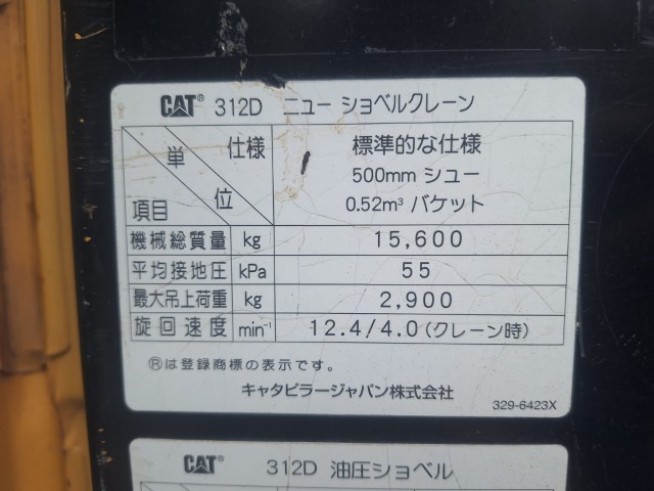 CAT® 312D ニュー ショベルクレーン
単位 仕様 項目 標準的な仕様
500mm シュー
0.52m³ バケット
機械総質量 kg 15,600
平均接地圧 kPa 55
最大吊上荷重 kg 2,900
旋回速度 min⁻¹ 12.4/4.0(クレーン時)
®は登録商標の表示です。
キャタピラージャパン株式会社
329-6423X
CAT® 312D 油圧ショベル